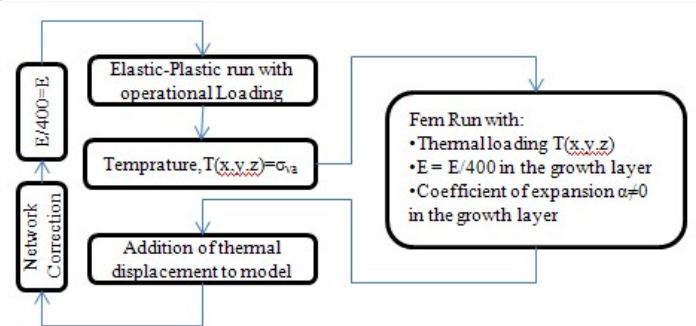 Elastic-Plastic run with
operational Loading
Temprature,T(x.y.z)=σva
Fem Run with:
•Thermal loading T(x.y.z)
•E = E/400 in the growth layer
•Coefficient of expansion α≠0
in the growth layer
Addition of thermal
displacement to model
Network
Correction
E/400=E